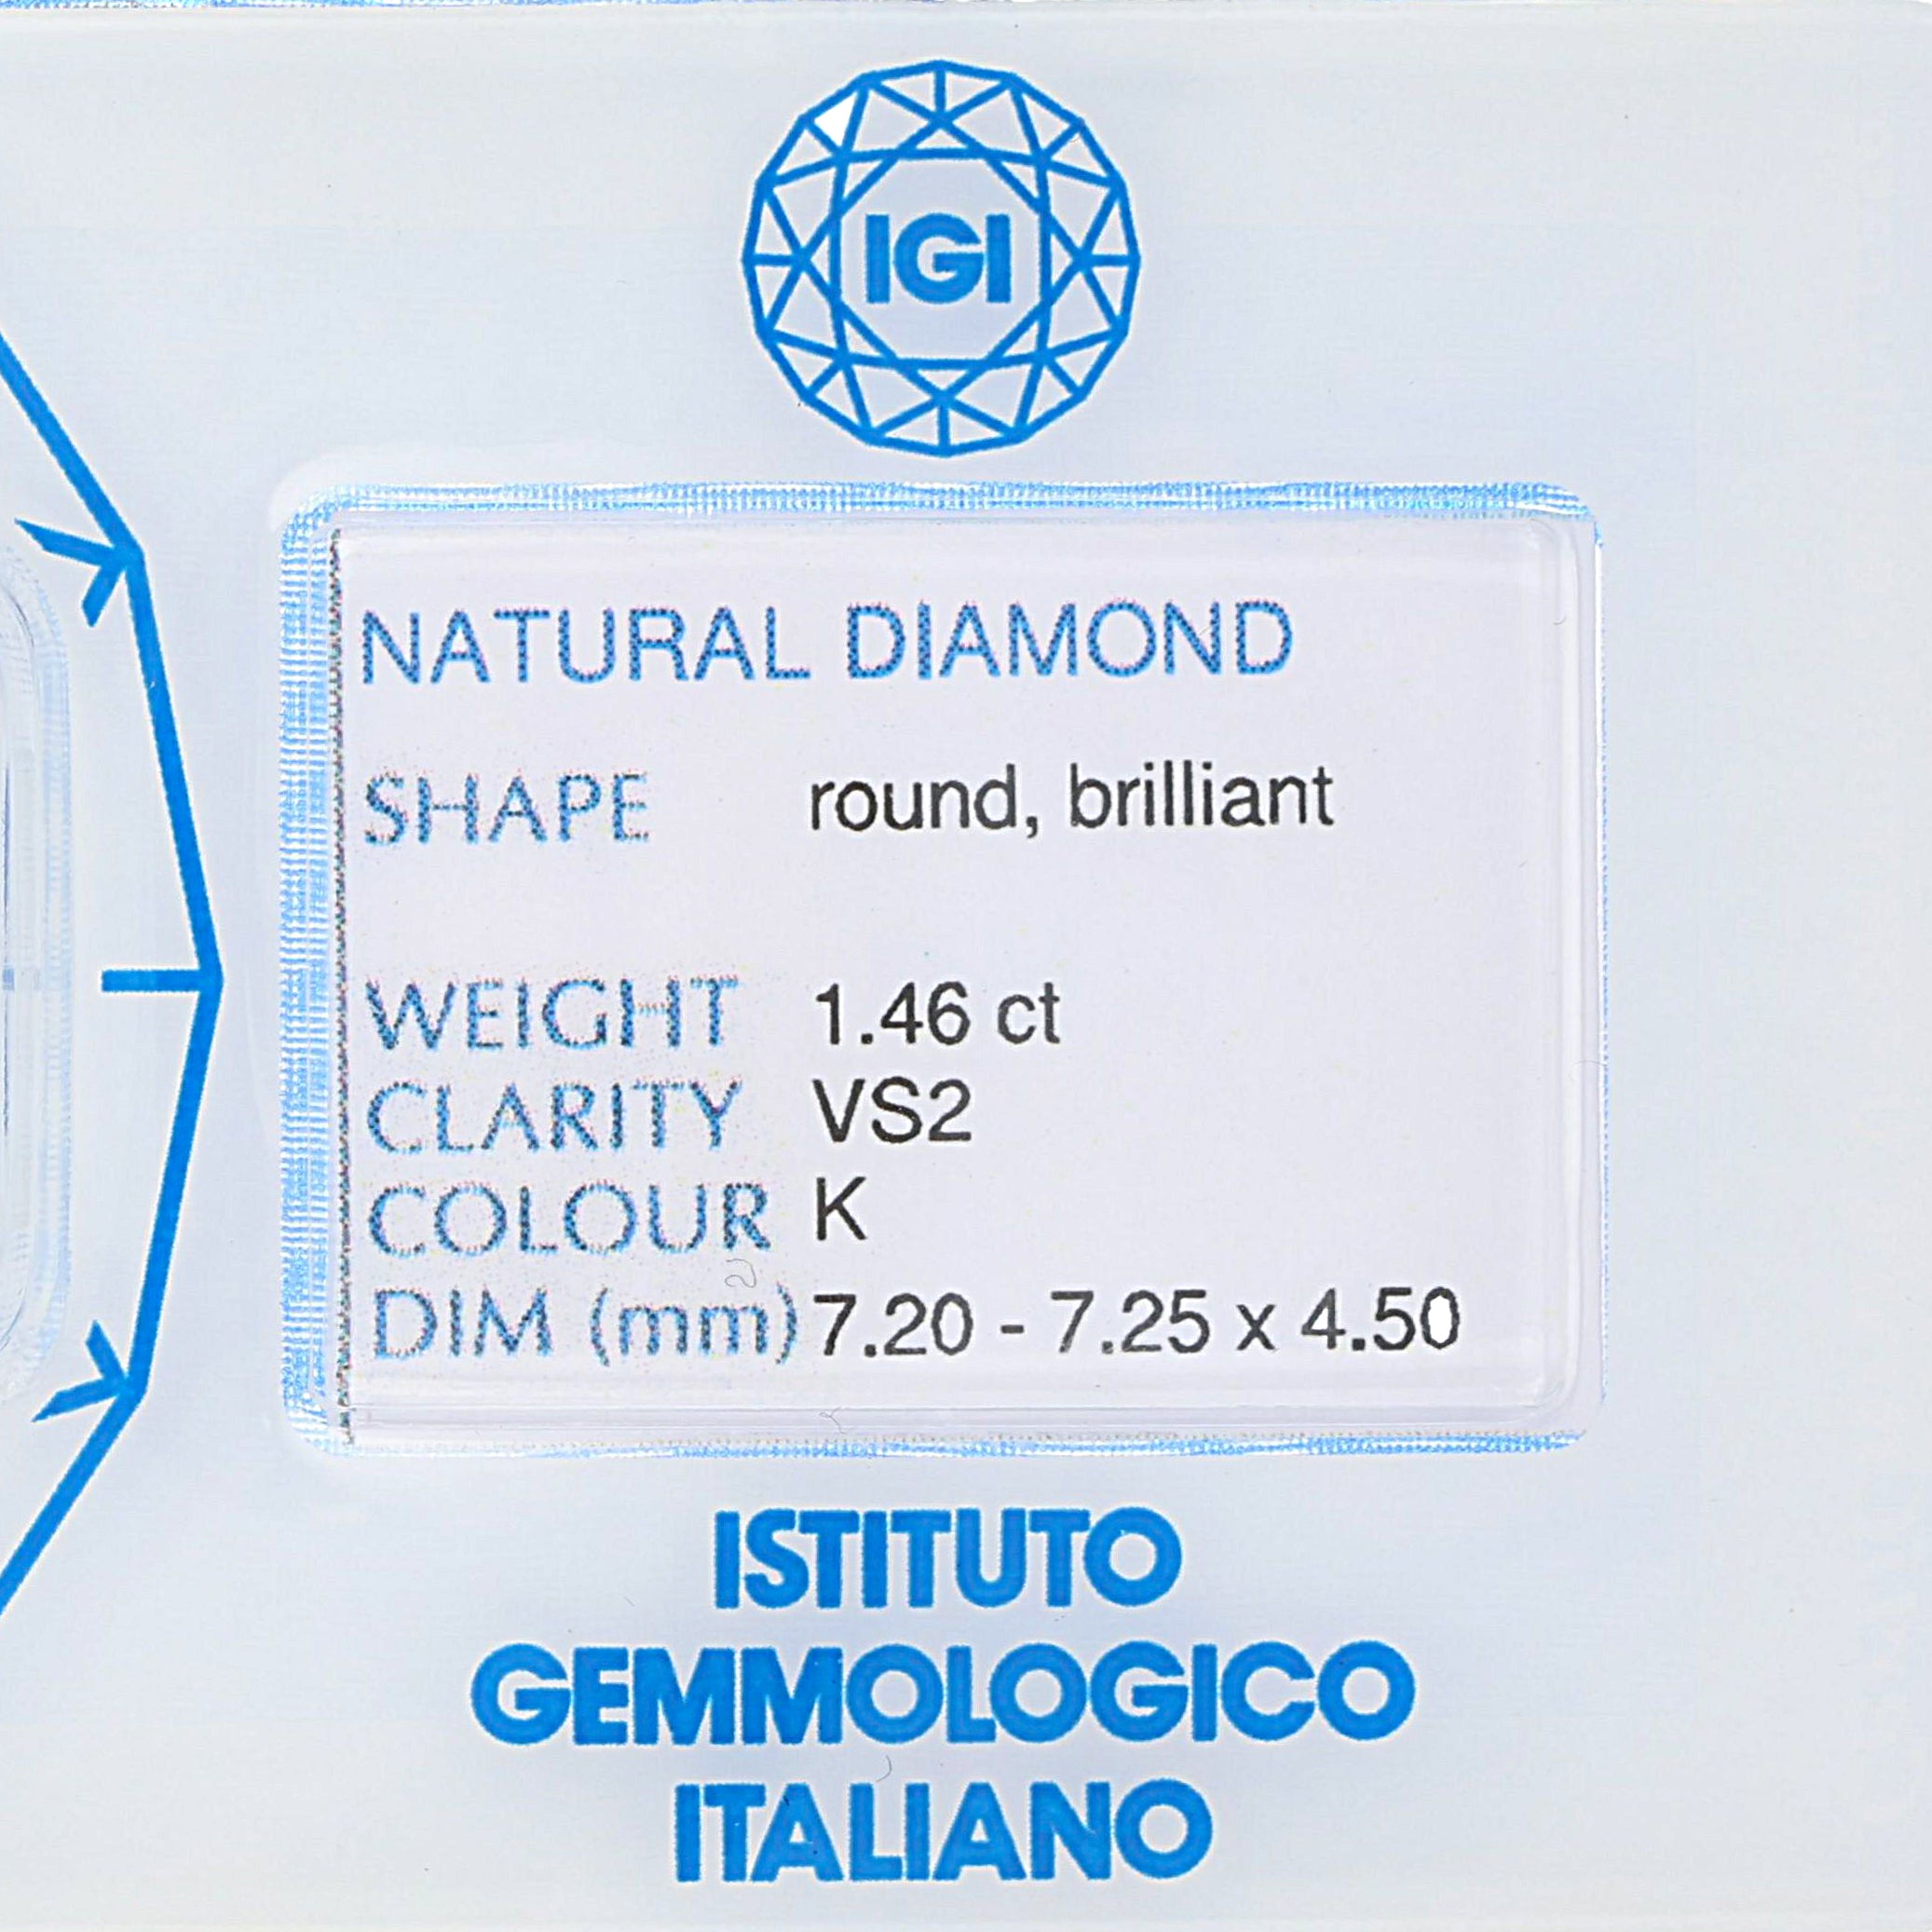 IGI
NATURAL DIAMOND
SHAPE round, brilliant
WEIGHT 1.46 ct
CLARITY VS2
COLOUR K
DIM (mm) 7.20 - 7.25 x 4.50
ISTITUTO
GEMMOLOGICO
ITALIANO